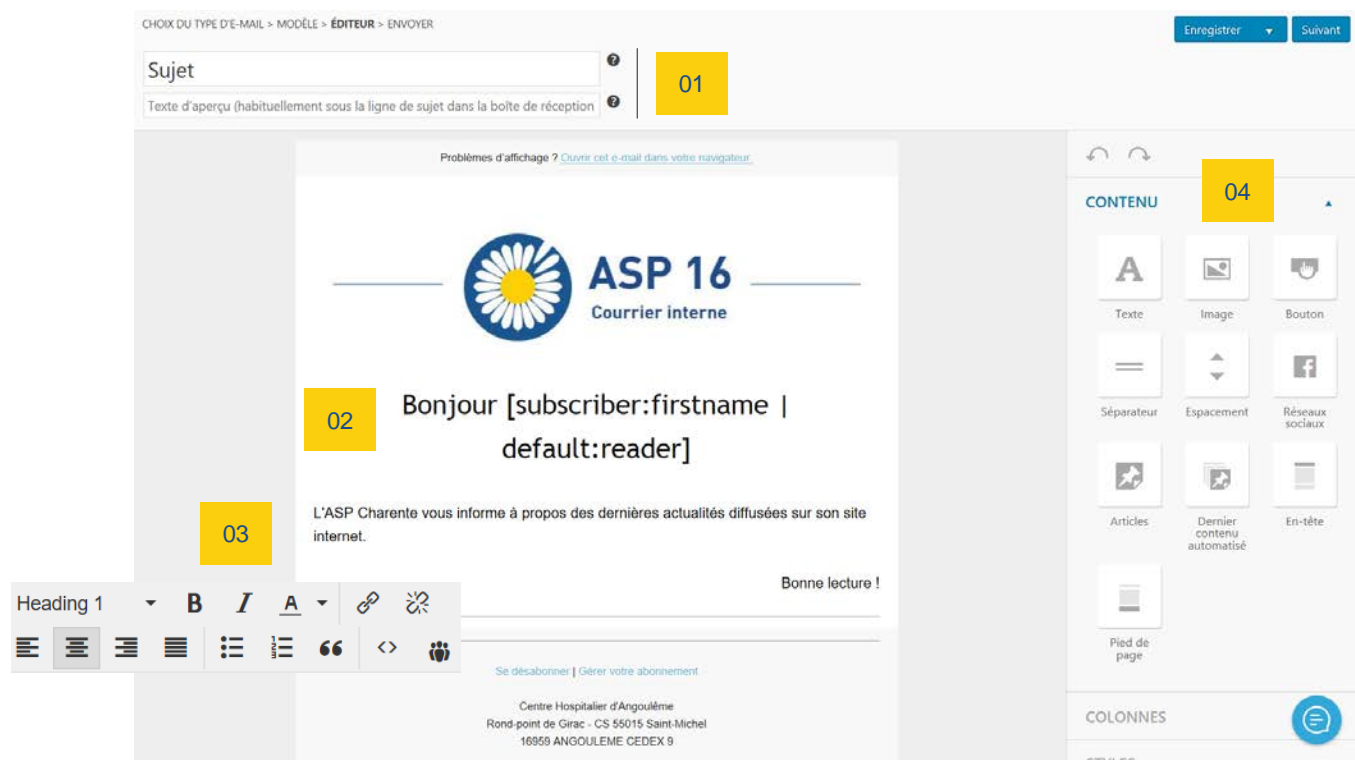 CHOIX DU TYPE D'E-MAIL > MODÈLE > ÉDITEUR > ENVOYER
Enregistrer
Suivant
Sujet
Texte d'aperçu (habituellement sous la ligne de sujet dans la boîte de réception
01
Problèmes d'affichage ? Ouvrir cet e-mail dans votre navigateur.
CONTENU
04
ASP 16
Courrier interne
Texte
Image
Bouton
Séparateur
Espacement
Réseaux
sociaux
02
Bonjour [subscriber:firstname |
default:reader]
Articles
Dernier
contenu
automatisé
En-tête
03
L'ASP Charente vous informe à propos des dernières actualités diffusées sur son site
internet.
Bonne lecture !
Heading 1
B I A
Pied de
page
Se désabonner | Gérer votre abonnement
Centre Hospitalier d'Angoulême
Rond-point de Girac - CS 55015 Saint-Michel
16959 ANGOULEME CEDEX 9
COLONNES